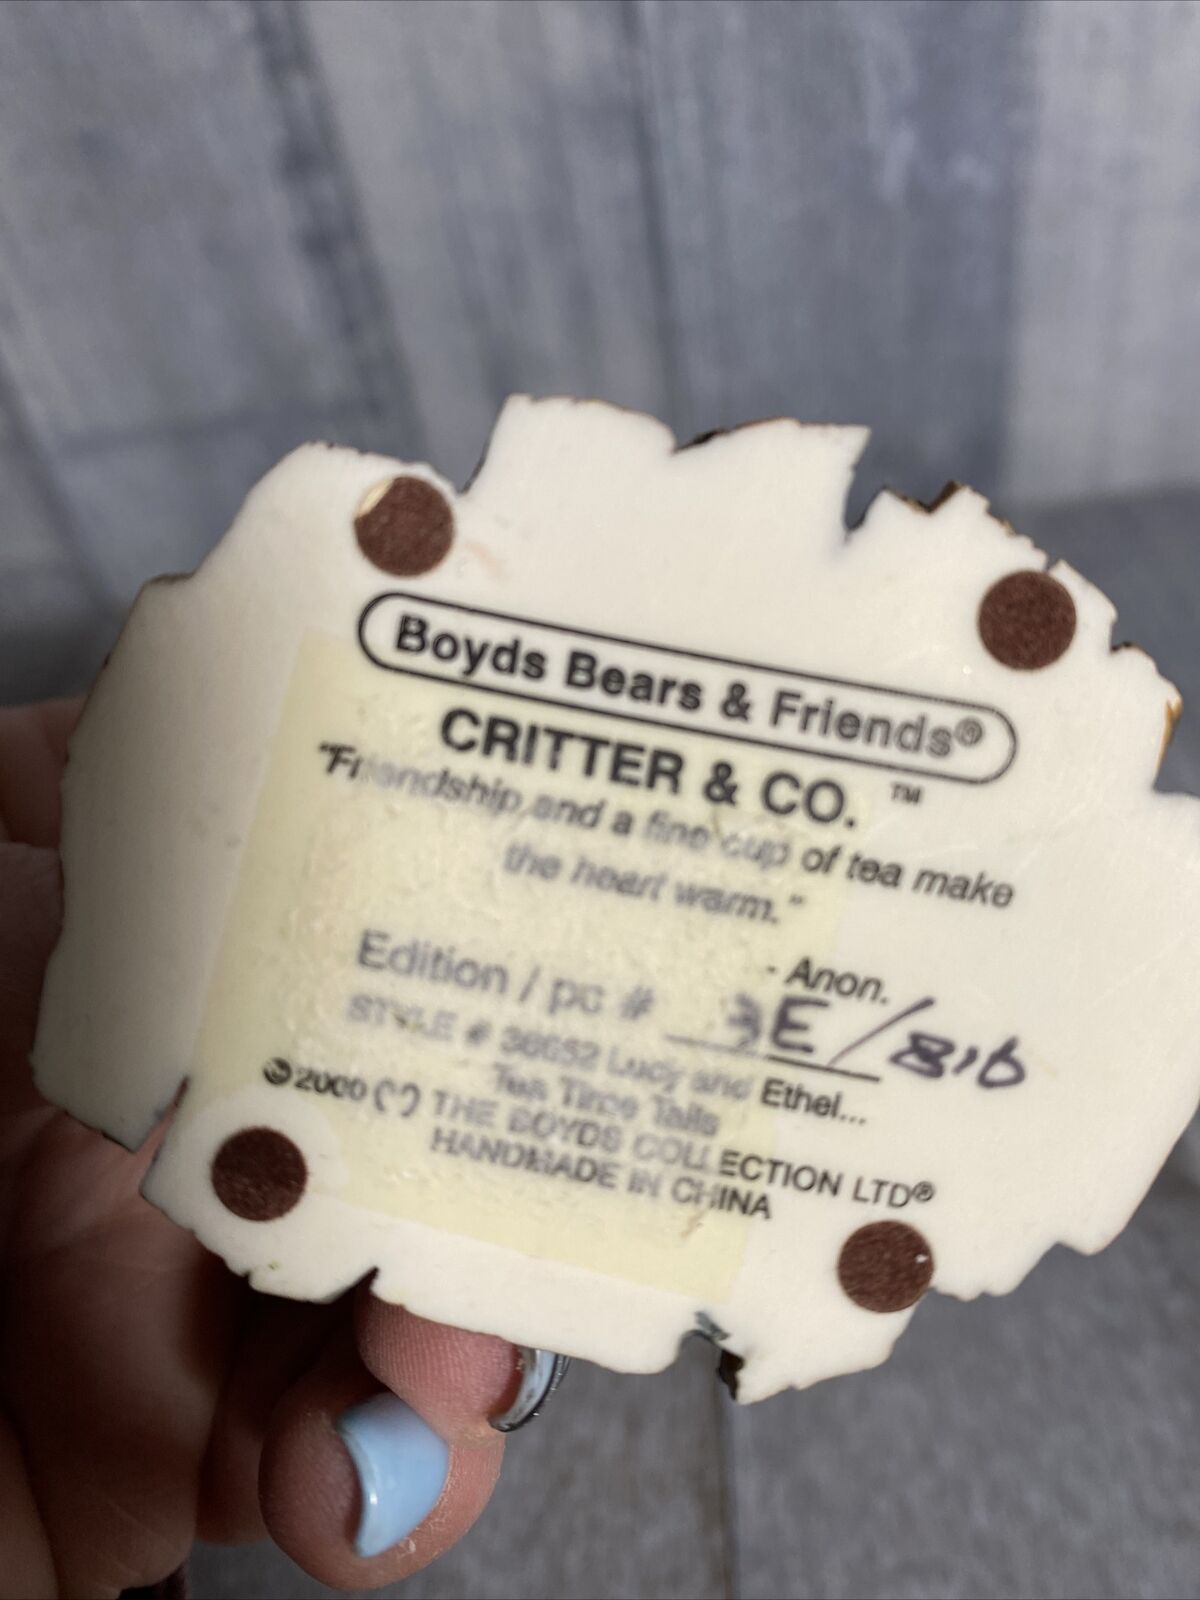 Boyds Bears & Friends®
CRITTER & CO. ™
"Friendship and a fine cup of tea make
the heart warm."
- Anon.
Edition / pc # 3E/816
STYLE # 36652 Lucy and Ethel...
Tea Time Tails
©2000 THE BOYDS COLLECTION LTD®
HANDMADE IN CHINA